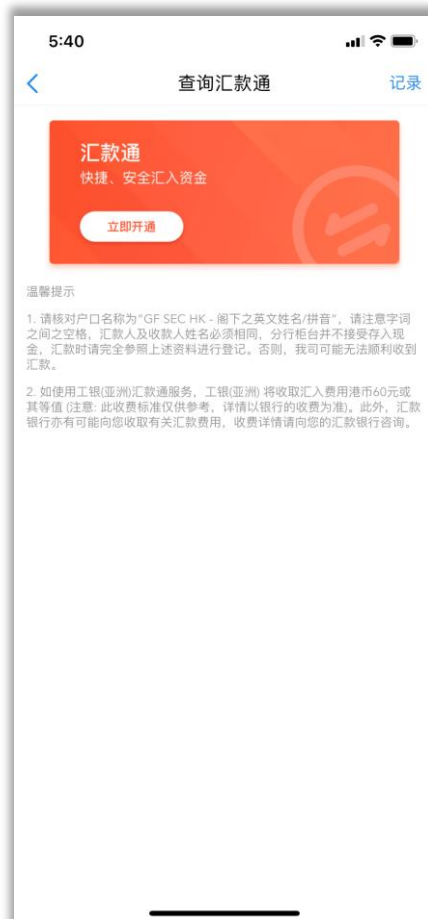 5:40
查询汇款通
记录
汇款通
快捷、安全汇入资金
立即开通
温馨提示
1. 请核对户口名称为“GF SEC HK - 阁下之英文姓名/拼音”，请注意字词
之间之空格，汇款人及收款人姓名必须相同，分行柜台并不接受存入现
金，汇款时请完全参照上述资料进行登记。否则，我司可能无法顺利收到
汇款。
2. 如使用工银(亚洲)汇款通服务，工银(亚洲) 将收取汇入费用港币60元或
其等值 (注意: 此收费标准仅供参考，详情以银行的收费为准)。此外，汇款
银行亦有可能向您收取有关汇款费用，收费详情请向您的汇款银行咨询。